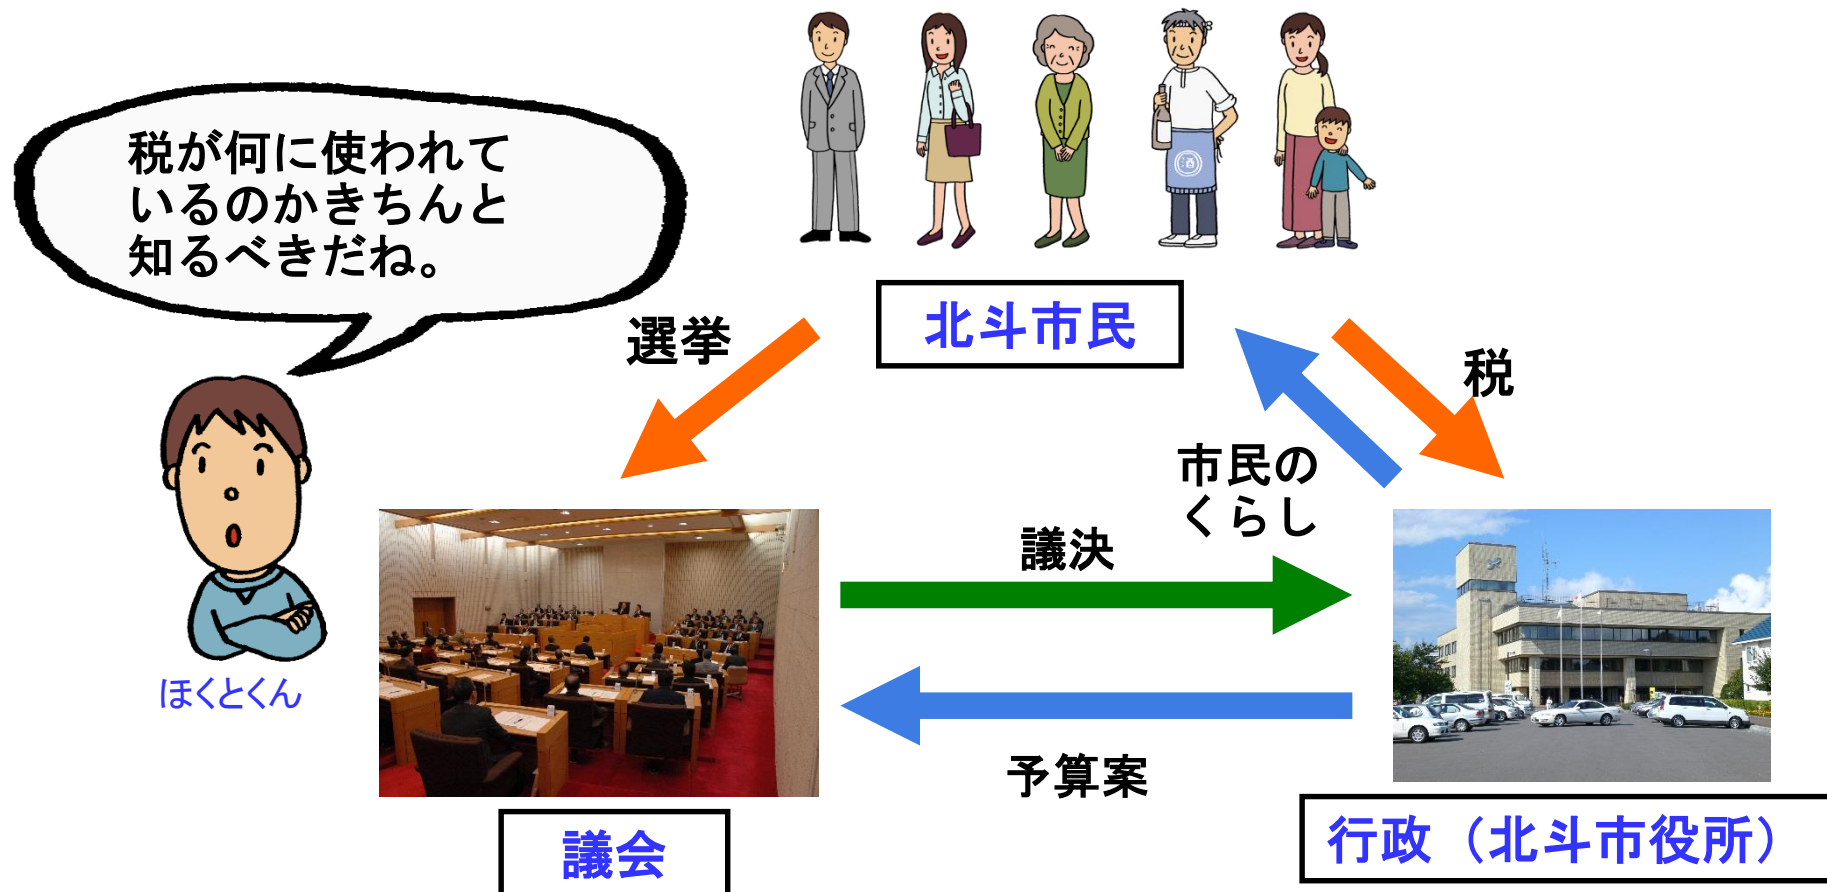 税が何に使われて
いるのかきちんと
知るべきだね。
ほくとくん
酒
北斗市民
選挙
税
市民の
くらし
議決
予算案
議会
行政（北斗市役所）